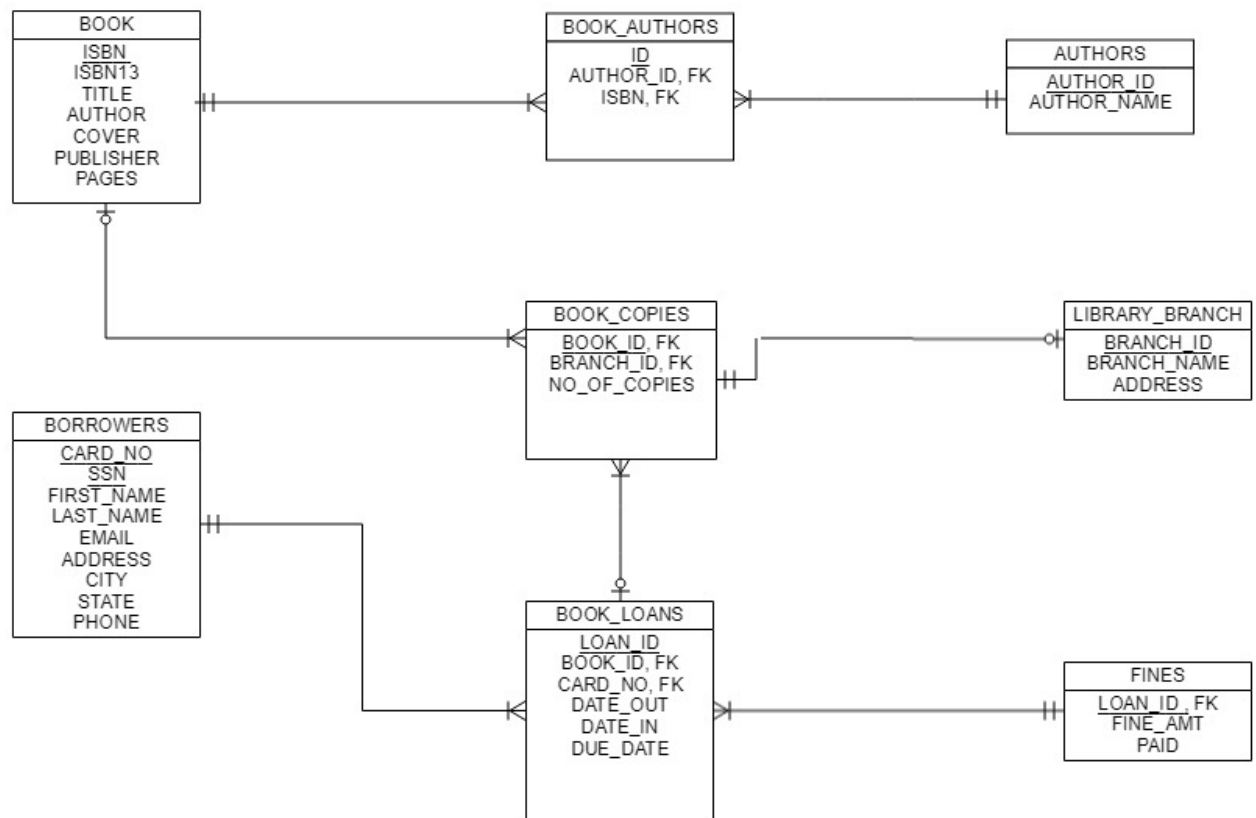 BOOK
ISBN
ISBN13
TITLE
AUTHOR
COVER
PUBLISHER
PAGES
BOOK_AUTHORS
ID
AUTHOR_ID, FK
ISBN, FK
AUTHORS
AUTHOR_ID
AUTHOR_NAME
BOOK_COPIES
BOOK_ID, FK
BRANCH_ID, FK
NO_OF_COPIES
LIBRARY_BRANCH
BRANCH_ID
BRANCH_NAME
ADDRESS
BORROWERS
CARD_NO
SSN
FIRST_NAME
LAST_NAME
EMAIL
ADDRESS
CITY
STATE
PHONE
BOOK_LOANS
LOAN_ID
BOOK_ID, FK
CARD_NO, FK
DATE_OUT
DATE_IN
DUE_DATE
FINES
LOAN_ID , FK
FINE_AMT
PAID